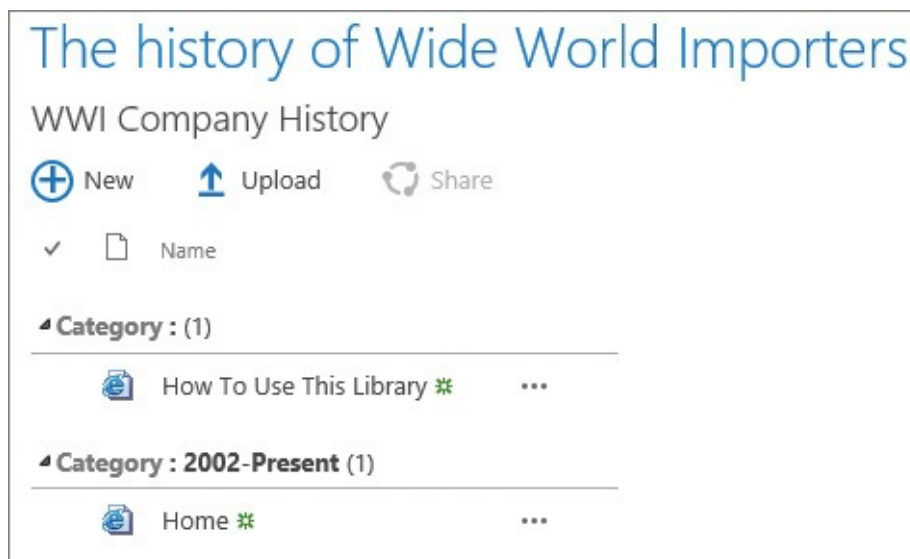 The history of Wide World Importers
WWI Company History
New Upload Share
Name
Category : (1)
How To Use This Library ...
Category : 2002-Present (1)
Home ...